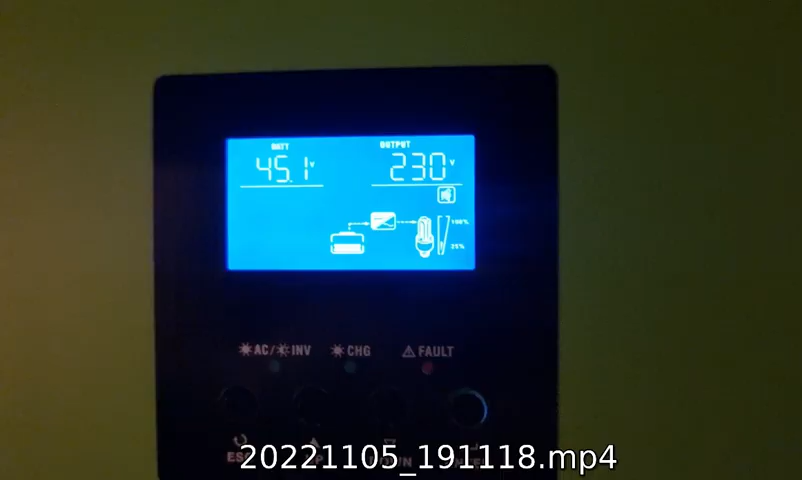 BATT OUTPUT
45.1V 230V
100%
25%
AC/ INV CHG FAULT
20221105_191118.mp4